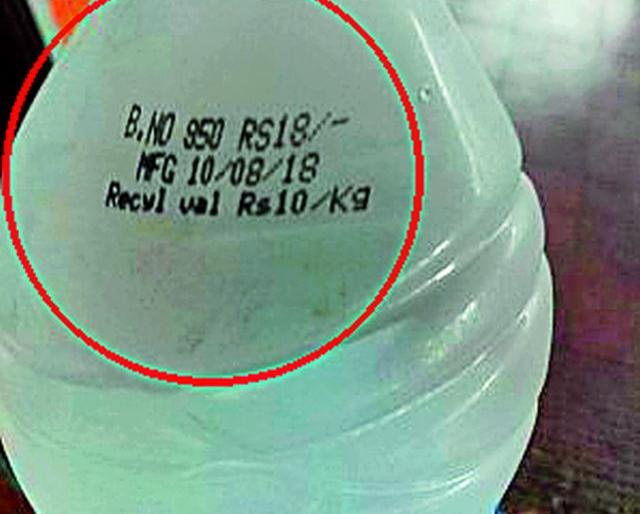 B.NO 950 RS18/-
MFG 10/08/18
Recyl val Rs10/Kg